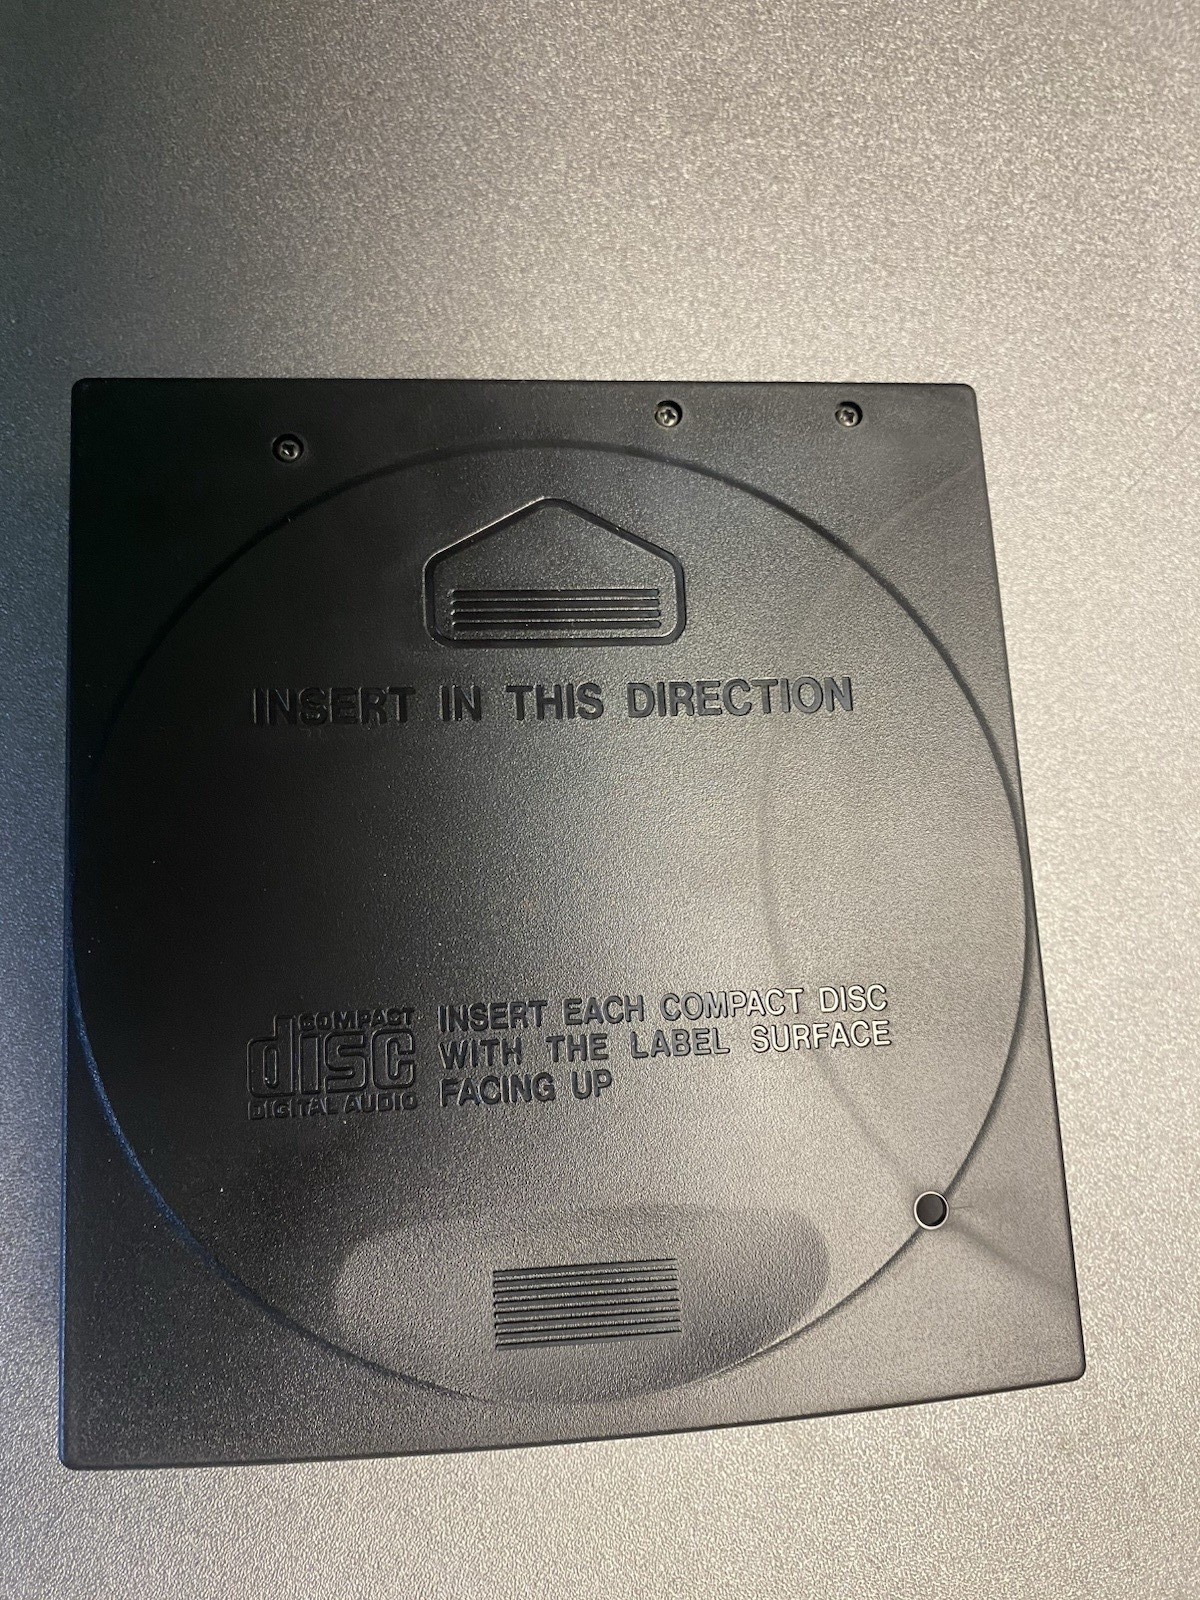 INSERT IN THIS DIRECTION
COMPACT
disc
DIGITAL AUDIO
INSERT EACH COMPACT DISC
WITH THE LABEL SURFACE
FACING UP